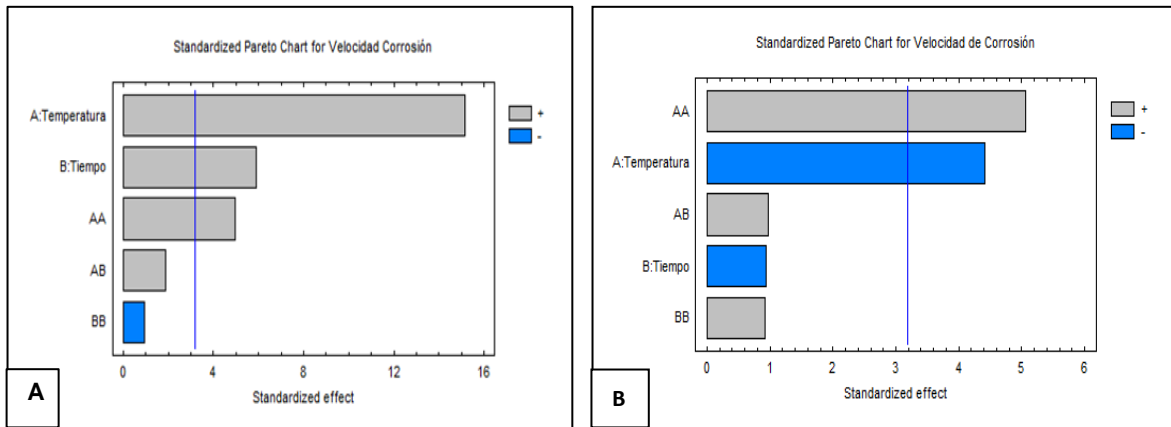 Standardized Pareto Chart for Velocidad Corrosión
A:Temperatura
B:Tiempo
AA
AB
BB
+
-
0 4 8 12 16
Standardized effect
A
Standardized Pareto Chart for Velocidad de Corrosión
AA
A:Temperatura
AB
B:Tiempo
BB
+
-
0 1 2 3 4 5 6
Standardized effect
B